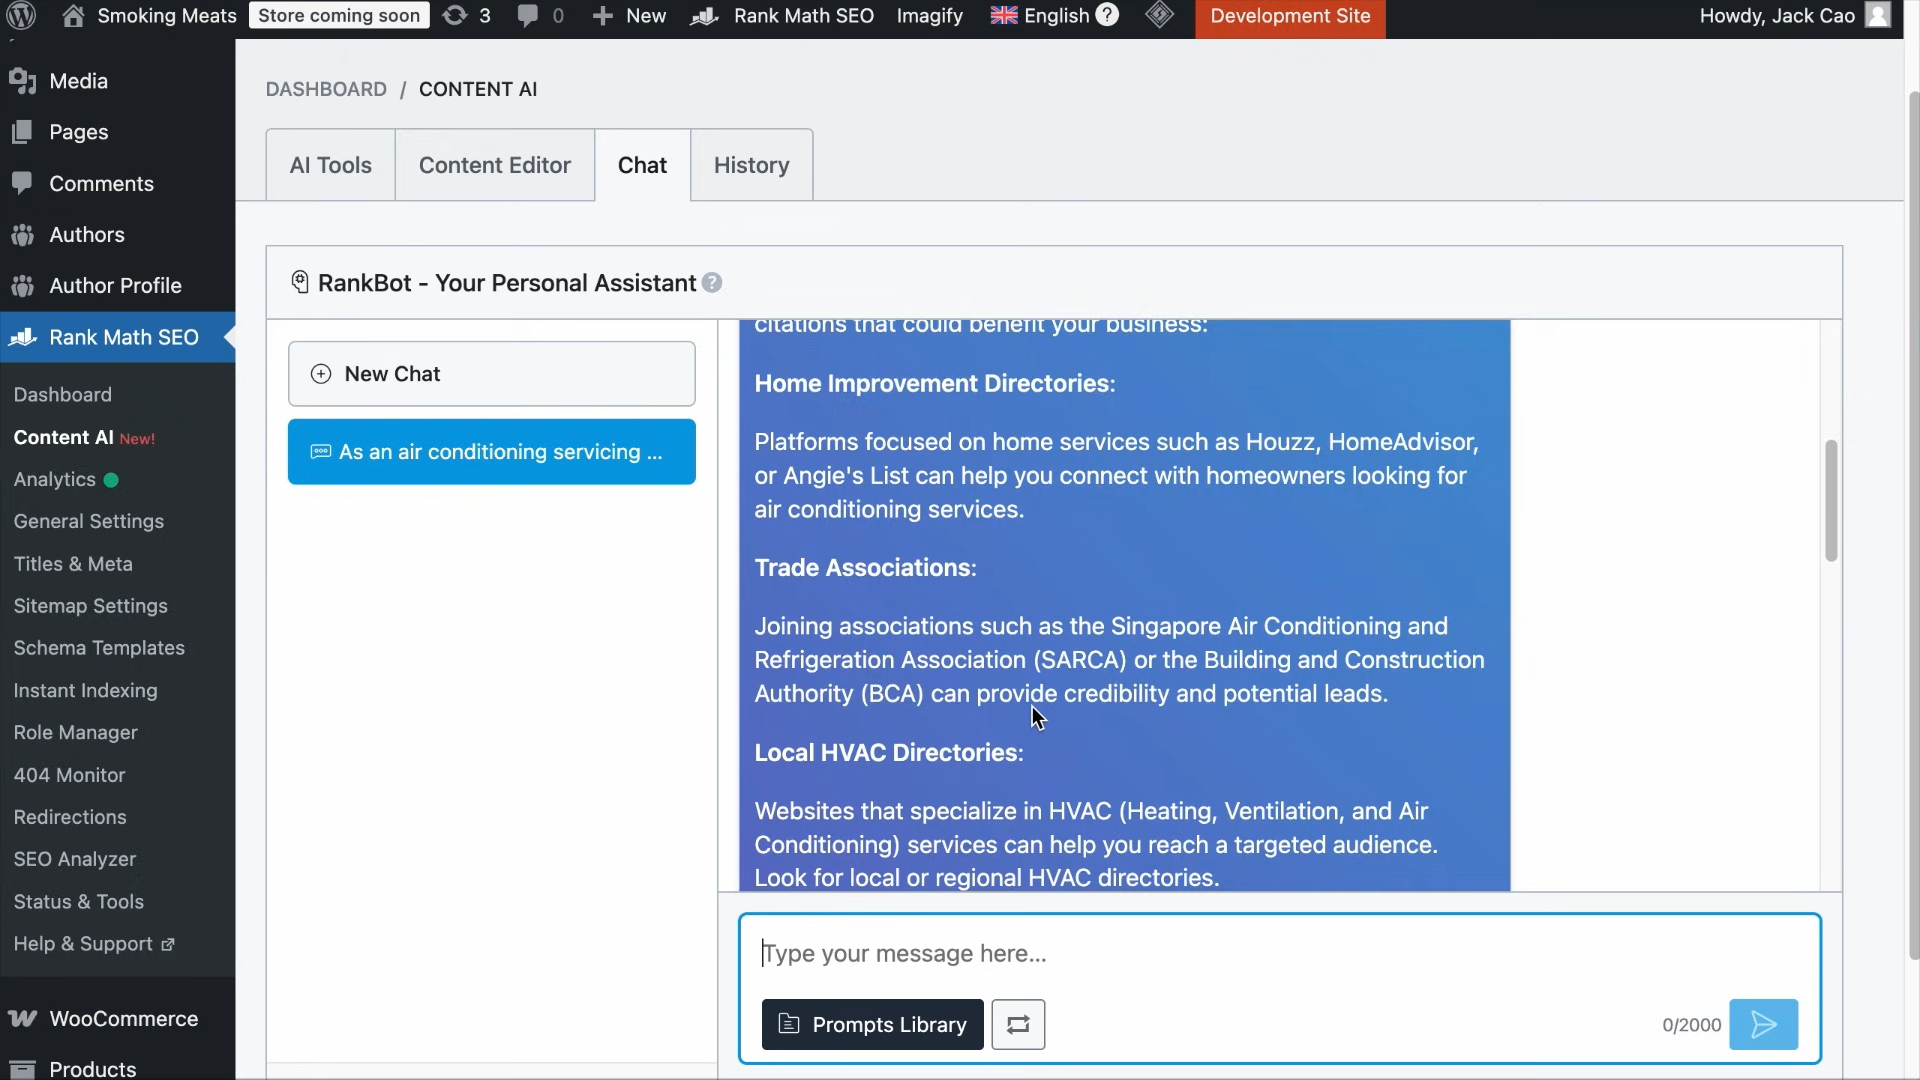 Smoking Meats
Store coming soon
3
0
New
Rank Math SEO
Imagify
English
?
Development Site
Howdy, Jack Cao
Media
Pages
Comments
Authors
Author Profile
Rank Math SEO
Dashboard
Content AI New!
Analytics
General Settings
Titles & Meta
Sitemap Settings
Schema Templates
Instant Indexing
Role Manager
404 Monitor
Redirections
SEO Analyzer
Status & Tools
Help & Support
WooCommerce
Products
DASHBOARD / CONTENT AI
AI Tools
Content Editor
Chat
History
RankBot - Your Personal Assistant ?
New Chat
As an air conditioning servicing ...
citations that could benefit your business:
Home Improvement Directories:
Platforms focused on home services such as Houzz, HomeAdvisor,
or Angie's List can help you connect with homeowners looking for
air conditioning services.
Trade Associations:
Joining associations such as the Singapore Air Conditioning and
Refrigeration Association (SARCA) or the Building and Construction
Authority (BCA) can provide credibility and potential leads.
Local HVAC Directories:
Websites that specialize in HVAC (Heating, Ventilation, and Air
Conditioning) services can help you reach a targeted audience.
Look for local or regional HVAC directories.
Type your message here...
Prompts Library
0/2000